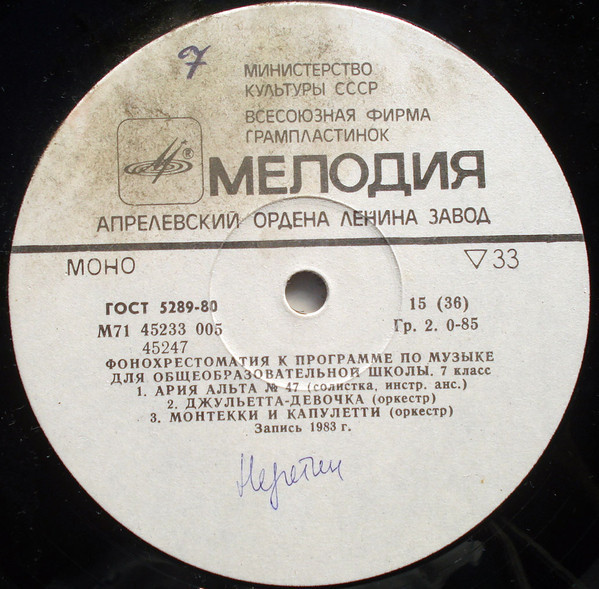 7
МИНИСТЕРСТВО
КУЛЬТУРЫ СССР
ВСЕСОЮЗНАЯ ФИРМА
ГРАМПЛАСТИНОК
® МЕЛОДИЯ
АПРЕЛЕВСКИЙ ОРДЕНА ЛЕНИНА ЗАВОД
МОНО ▽33
ГОСТ 5289-80 15 (36)
М71 45233 005 Гр. 2. 0-85
45247
ФОНОХРЕСТОМАТИЯ К ПРОГРАММЕ ПО МУЗЫКЕ
ДЛЯ ОБЩЕОБРАЗОВАТЕЛЬНОЙ ШКОЛЫ. 7 класс
1. АРИЯ АЛЬТА № 47 (солистка, инстр. анс.)
2. ДЖУЛЬЕТТА-ДЕВОЧКА (оркестр)
3. МОНТЕККИ И КАПУЛЕТТИ (оркестр)
Запись 1983 г.